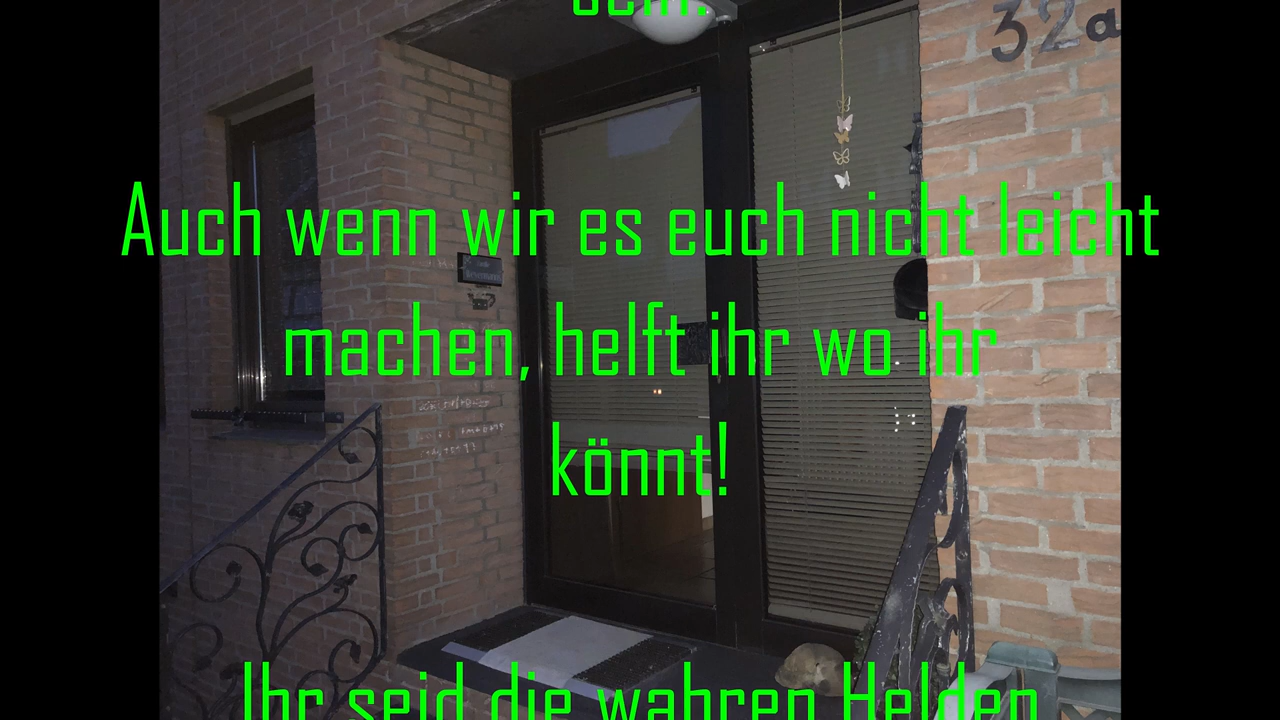 sein.
32a
Auch wenn wir es euch nicht leicht
machen, helft ihr wo ihr
könnt!
Ihr seid die wahren Helden